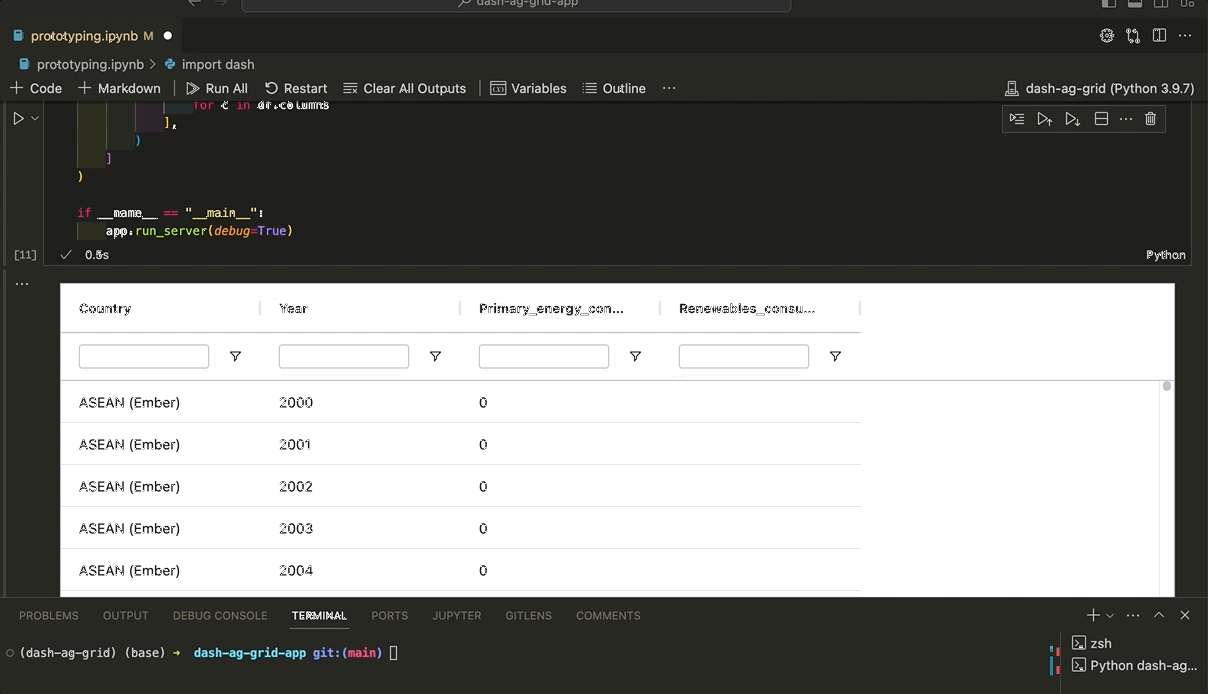 dash-ag-grid-app
prototyping.ipynb M
prototyping.ipynb > import dash
+ Code + Markdown Run All Restart Clear All Outputs Variables Outline ... dash-ag-grid (Python 3.9.7)
for c in df.columns
],
)
]
)
if __name__ == "__main__":
app.run_server(debug=True)
[11] 0.5s Python
Country Year Primary_energy_con... Renewables_consu...
ASEAN (Ember) 2000 0
ASEAN (Ember) 2001 0
ASEAN (Ember) 2002 0
ASEAN (Ember) 2003 0
ASEAN (Ember) 2004 0
PROBLEMS OUTPUT DEBUG CONSOLE TERMINAL PORTS JUPYTER GITLENS COMMENTS
(dash-ag-grid) (base) → dash-ag-grid-app git:(main)
zsh
Python dash-ag...